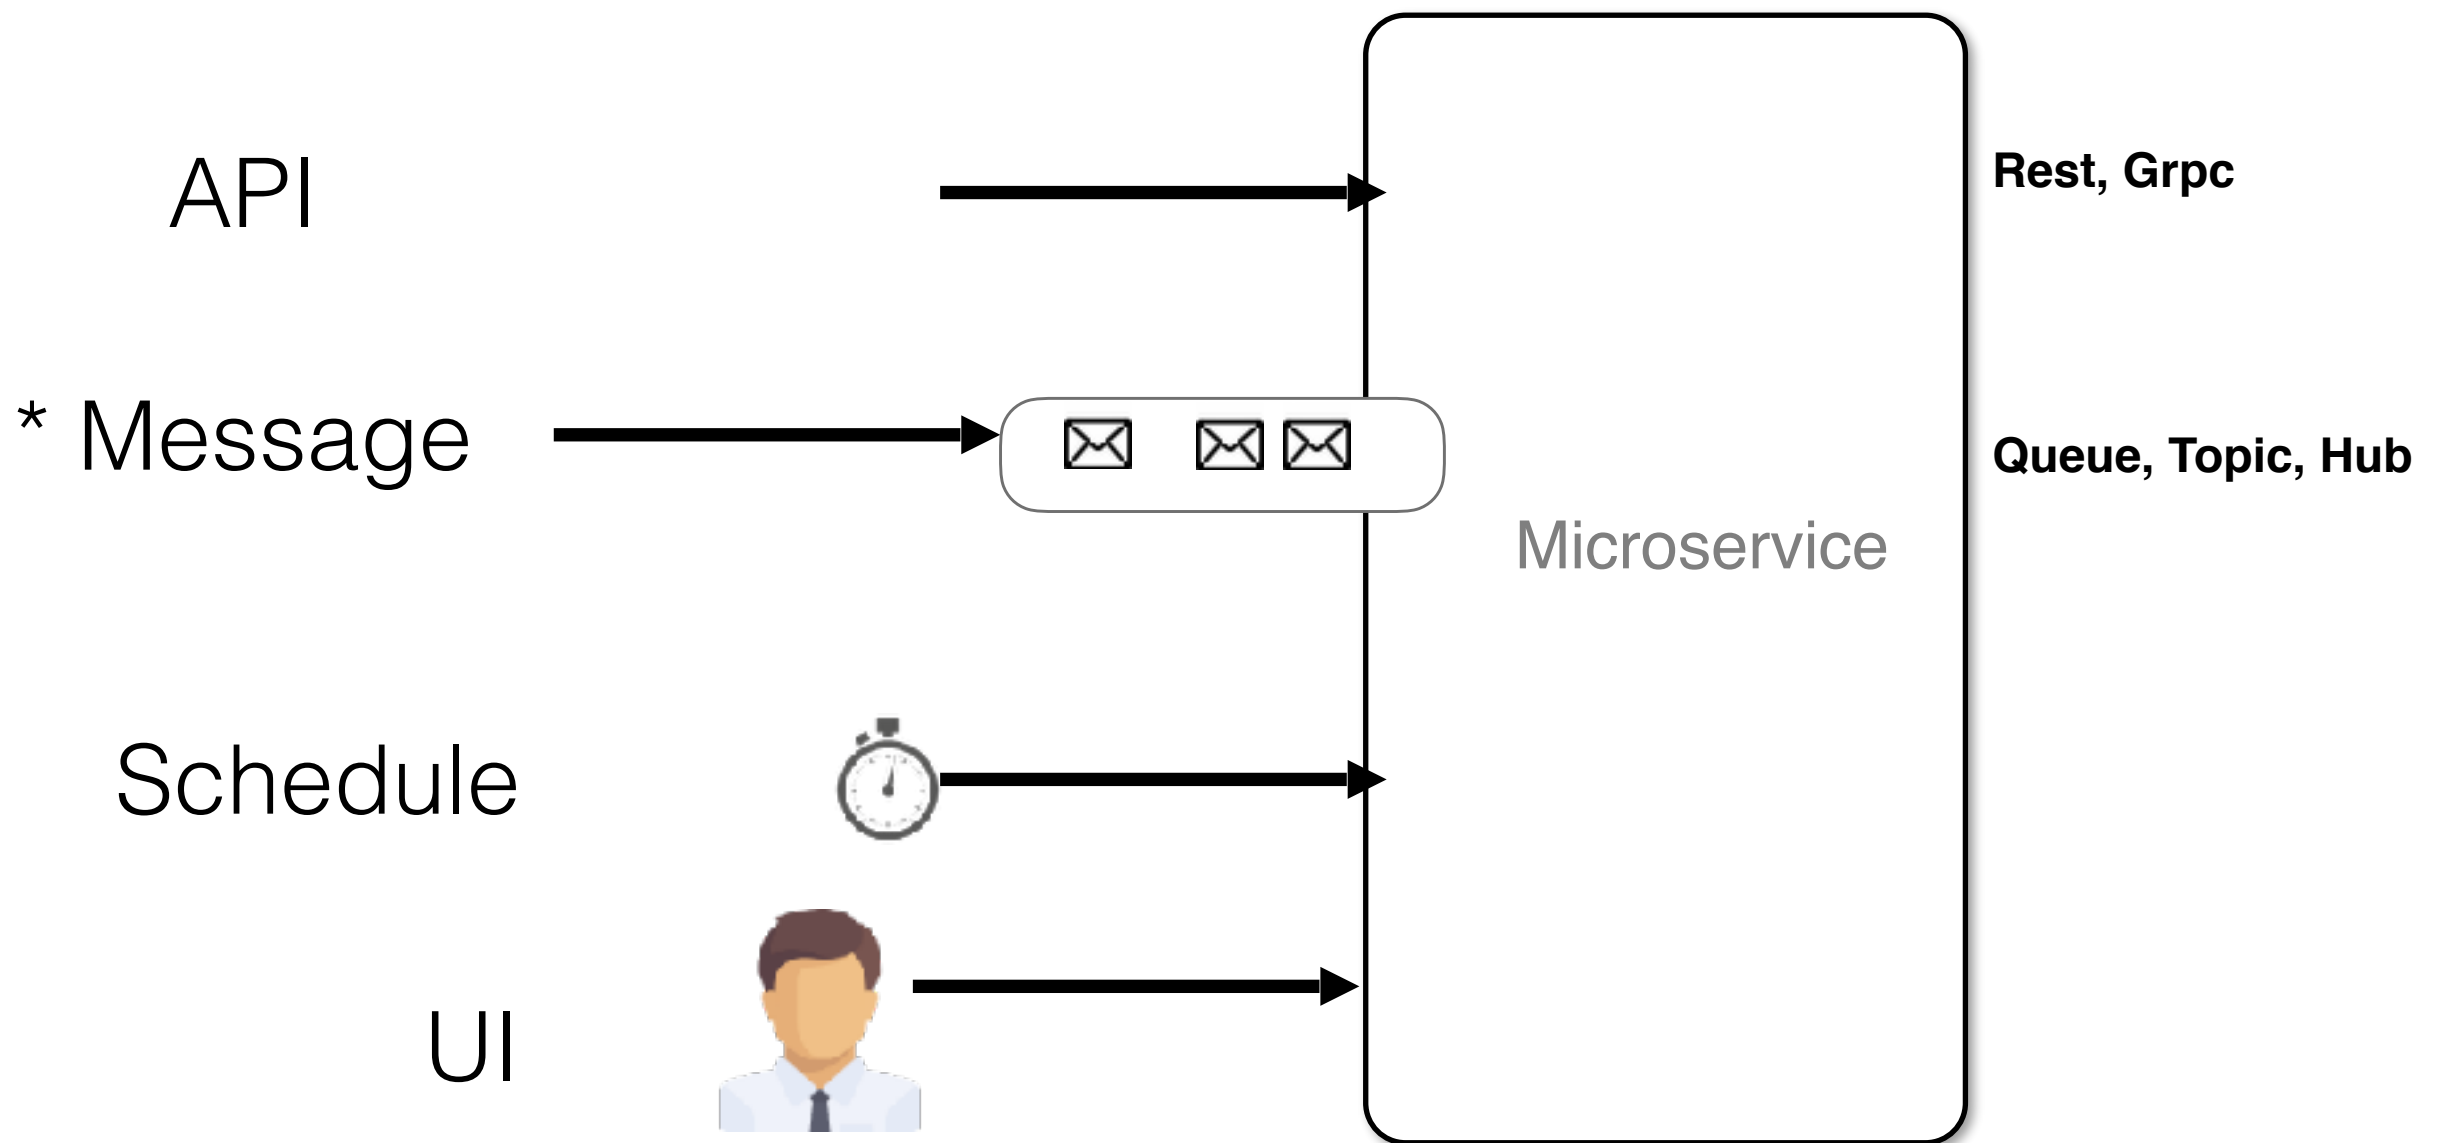 API
Rest, Grpc
* Message
Queue, Topic, Hub
Microservice
Schedule
UI